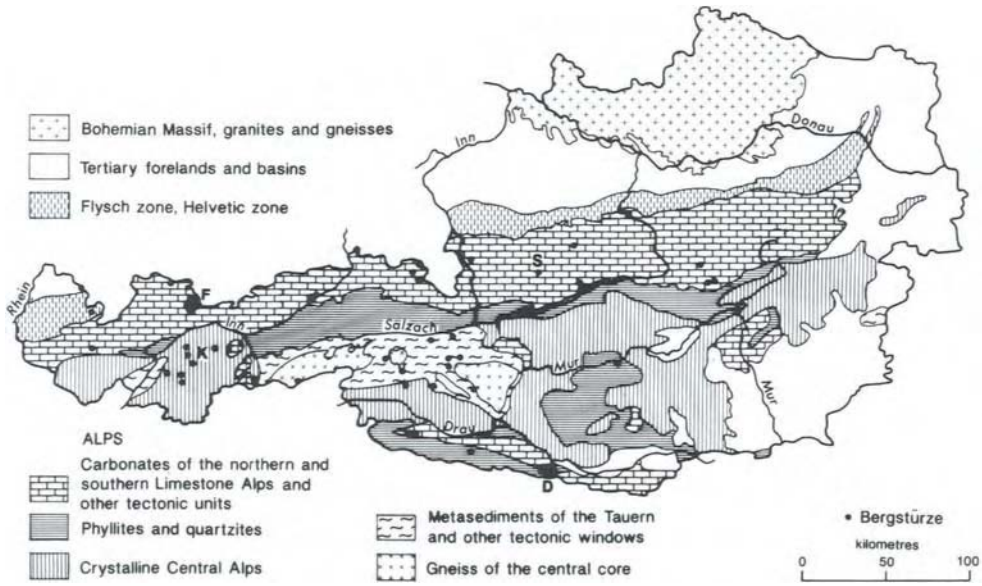 Bohemian Massif, granites and gneisses
Tertiary forelands and basins
Flysch zone, Helvetic zone
Inn
Donau
Rhein
F
S
Inn
K
Salzach
Mur
Mur
Drau
D
ALPS
Carbonates of the northern and
southern Limestone Alps and
other tectonic units
Phyllites and quartzites
Crystalline Central Alps
Metasediments of the Tauern
and other tectonic windows
Gneiss of the central core
Bergstürze
kilometres
0 50 100